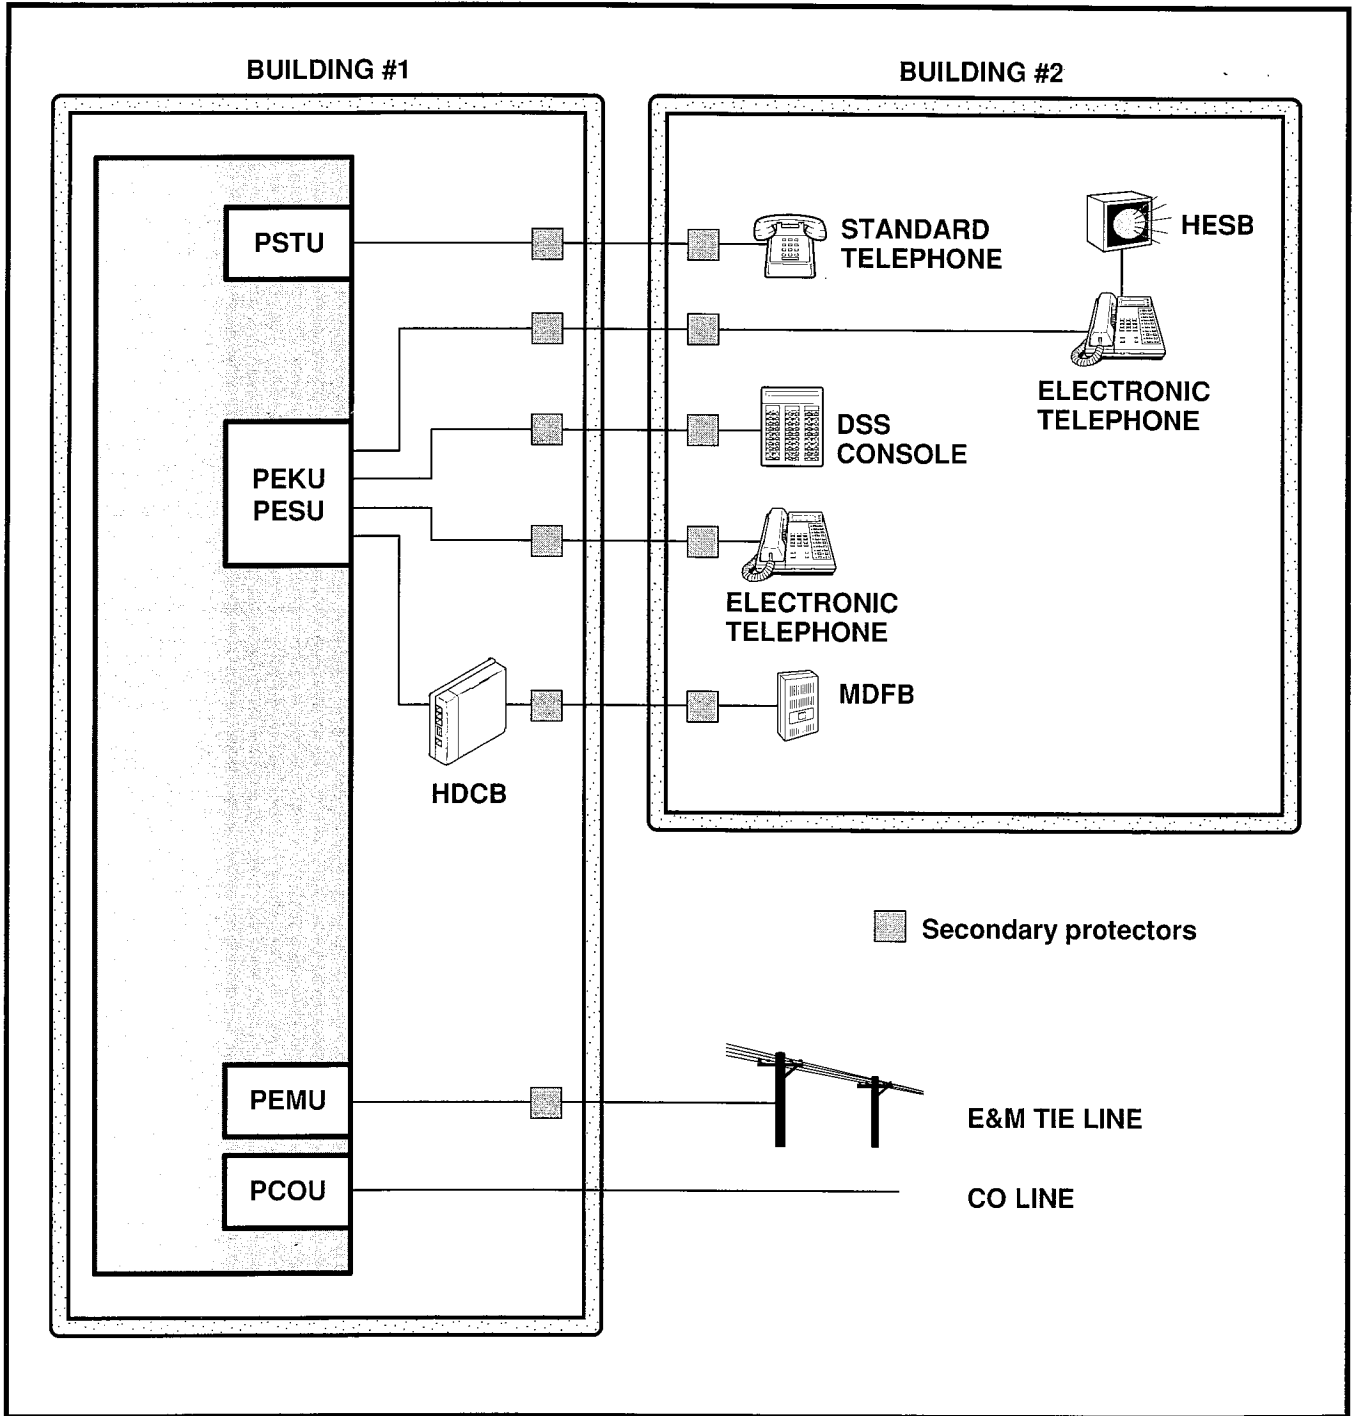 BUILDING #1
BUILDING #2
PSTU
STANDARD
TELEPHONE
HESB
ELECTRONIC
TELEPHONE
DSS
CONSOLE
PEKU
PESU
ELECTRONIC
TELEPHONE
MDFB
HDCB
Secondary protectors
PEMU
E&M TIE LINE
PCOU
CO LINE